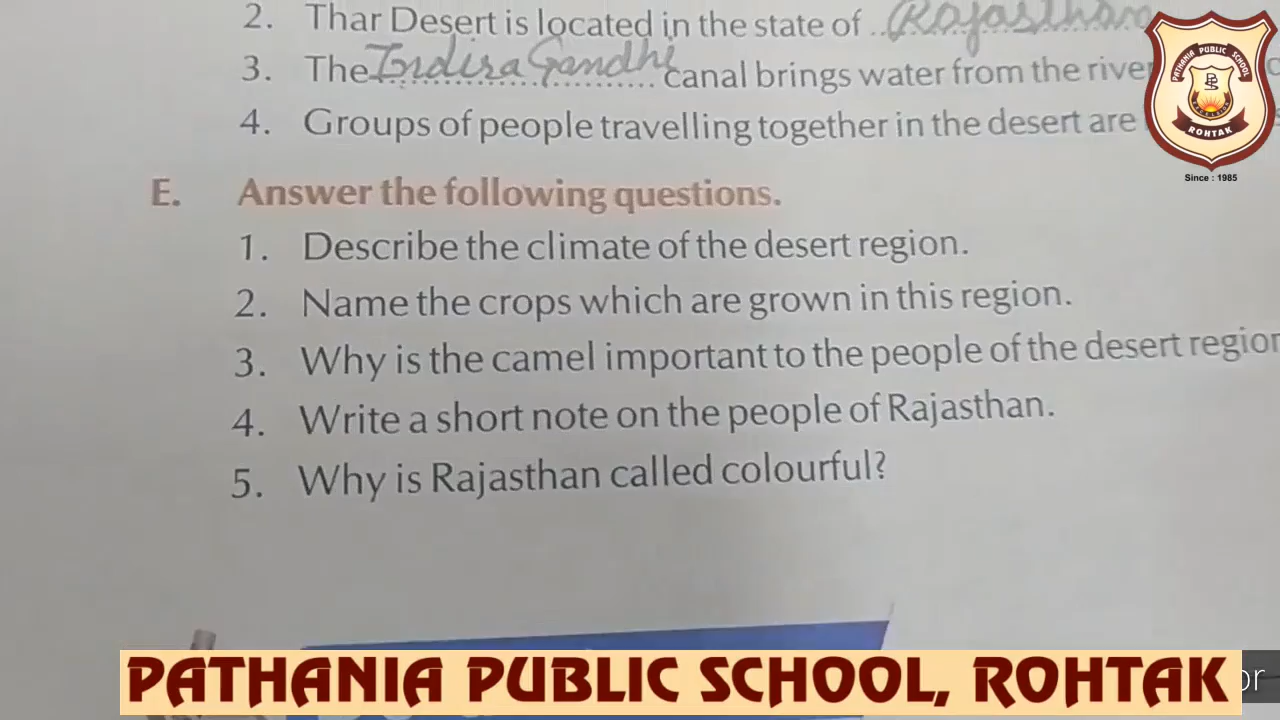 2. Thar Desert is located in the state of ..Rajasthan
3. The Indira Gandhi canal brings water from the river
4. Groups of people travelling together in the desert are
PATHANIA PUBLIC SCHOOL
ROHTAK
Since : 1985
E. Answer the following questions.
1. Describe the climate of the desert region.
2. Name the crops which are grown in this region.
3. Why is the camel important to the people of the desert region
4. Write a short note on the people of Rajasthan.
5. Why is Rajasthan called colourful?
PATHANIA PUBLIC SCHOOL, ROHTAK